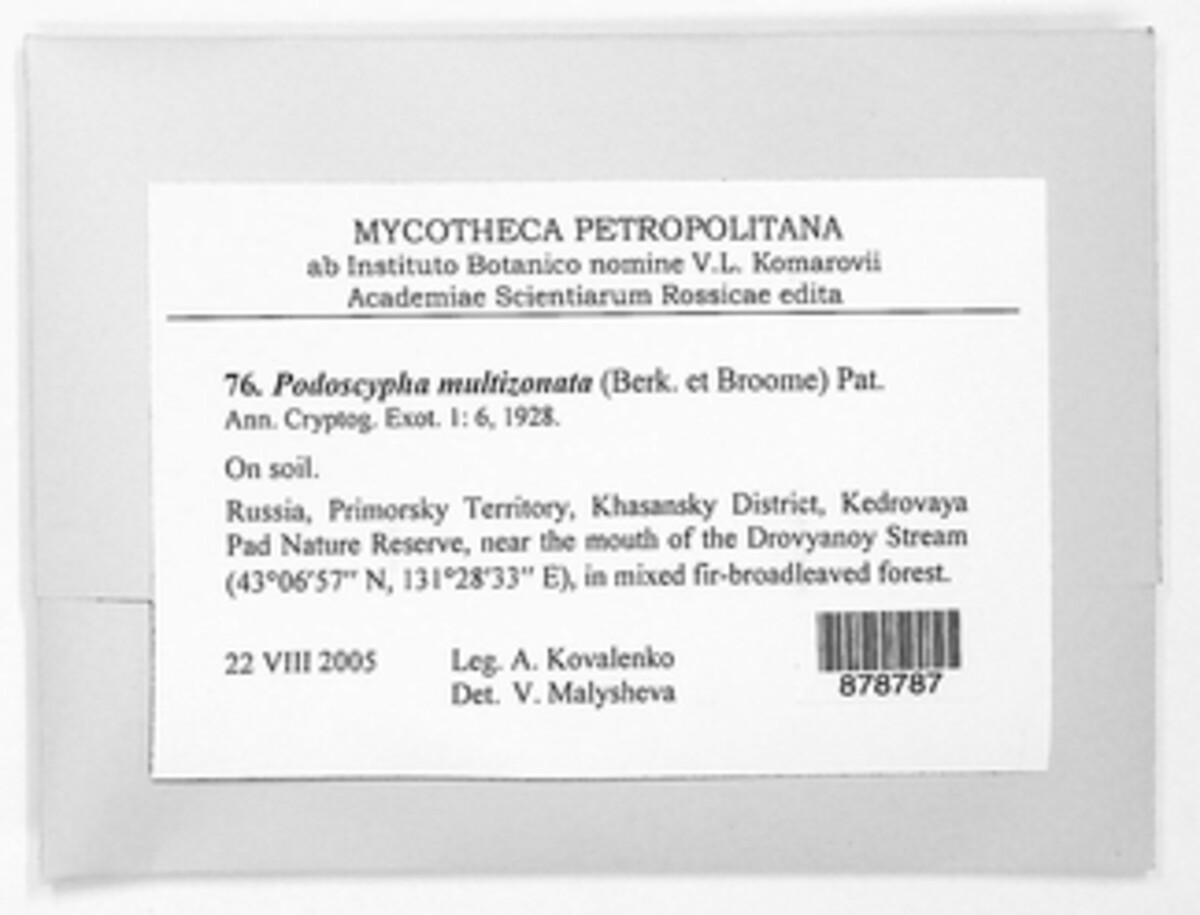 MYCOTHECA PETROPOLITANA
ab Instituto Botanico nomine V.L. Komarovii
Academiae Scientiarum Rossicae edita
76. Podoscypha multizonata (Berk. et Broome) Pat.
Ann. Cryptog. Exot. 1: 6, 1928.
On soil.
Russia, Primorsky Territory, Khasansky District, Kedrovaya
Pad Nature Reserve, near the mouth of the Drovyanoy Stream
(43°06'57" N, 131°28'33" E), in mixed fir-broadleaved forest.
22 VIII 2005 Leg. A. Kovalenko
Det. V. Malysheva
878787